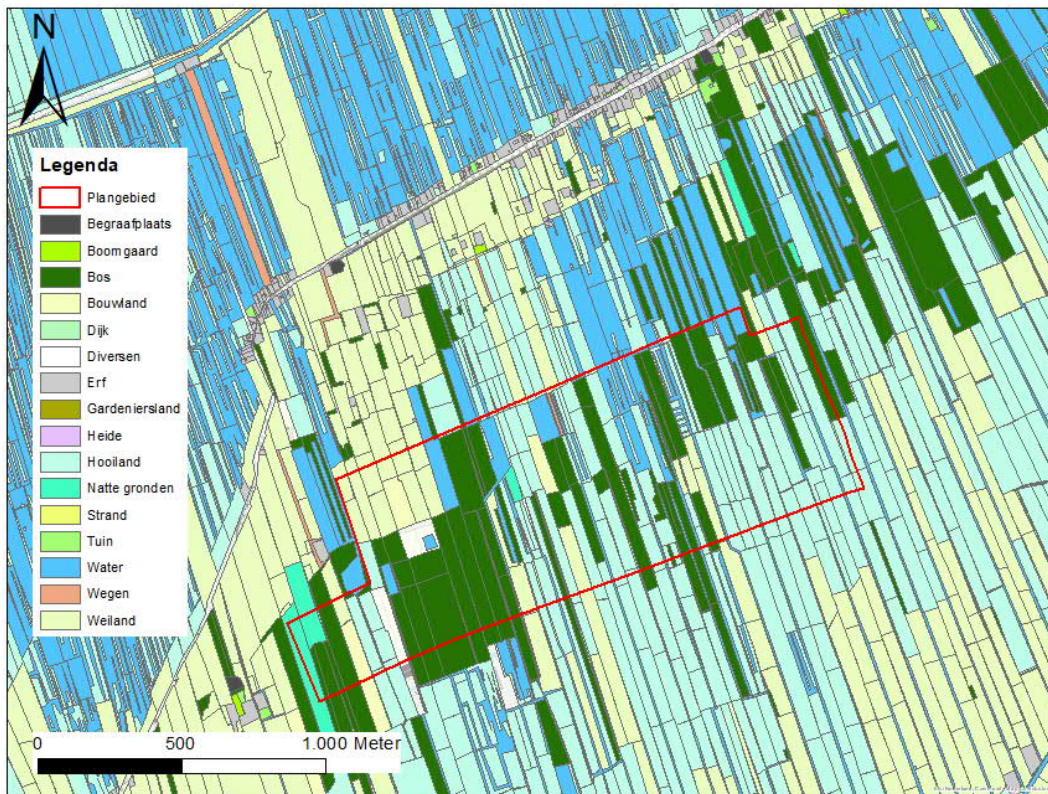 N
Legenda
Plangebied
Begraafplaats
Boomgaard
Bos
Bouwland
Dijk
Diversen
Erf
Gardeniersland
Heide
Hooiland
Natte gronden
Strand
Tuin
Water
Wegen
Weiland
0 500 1.000 Meter